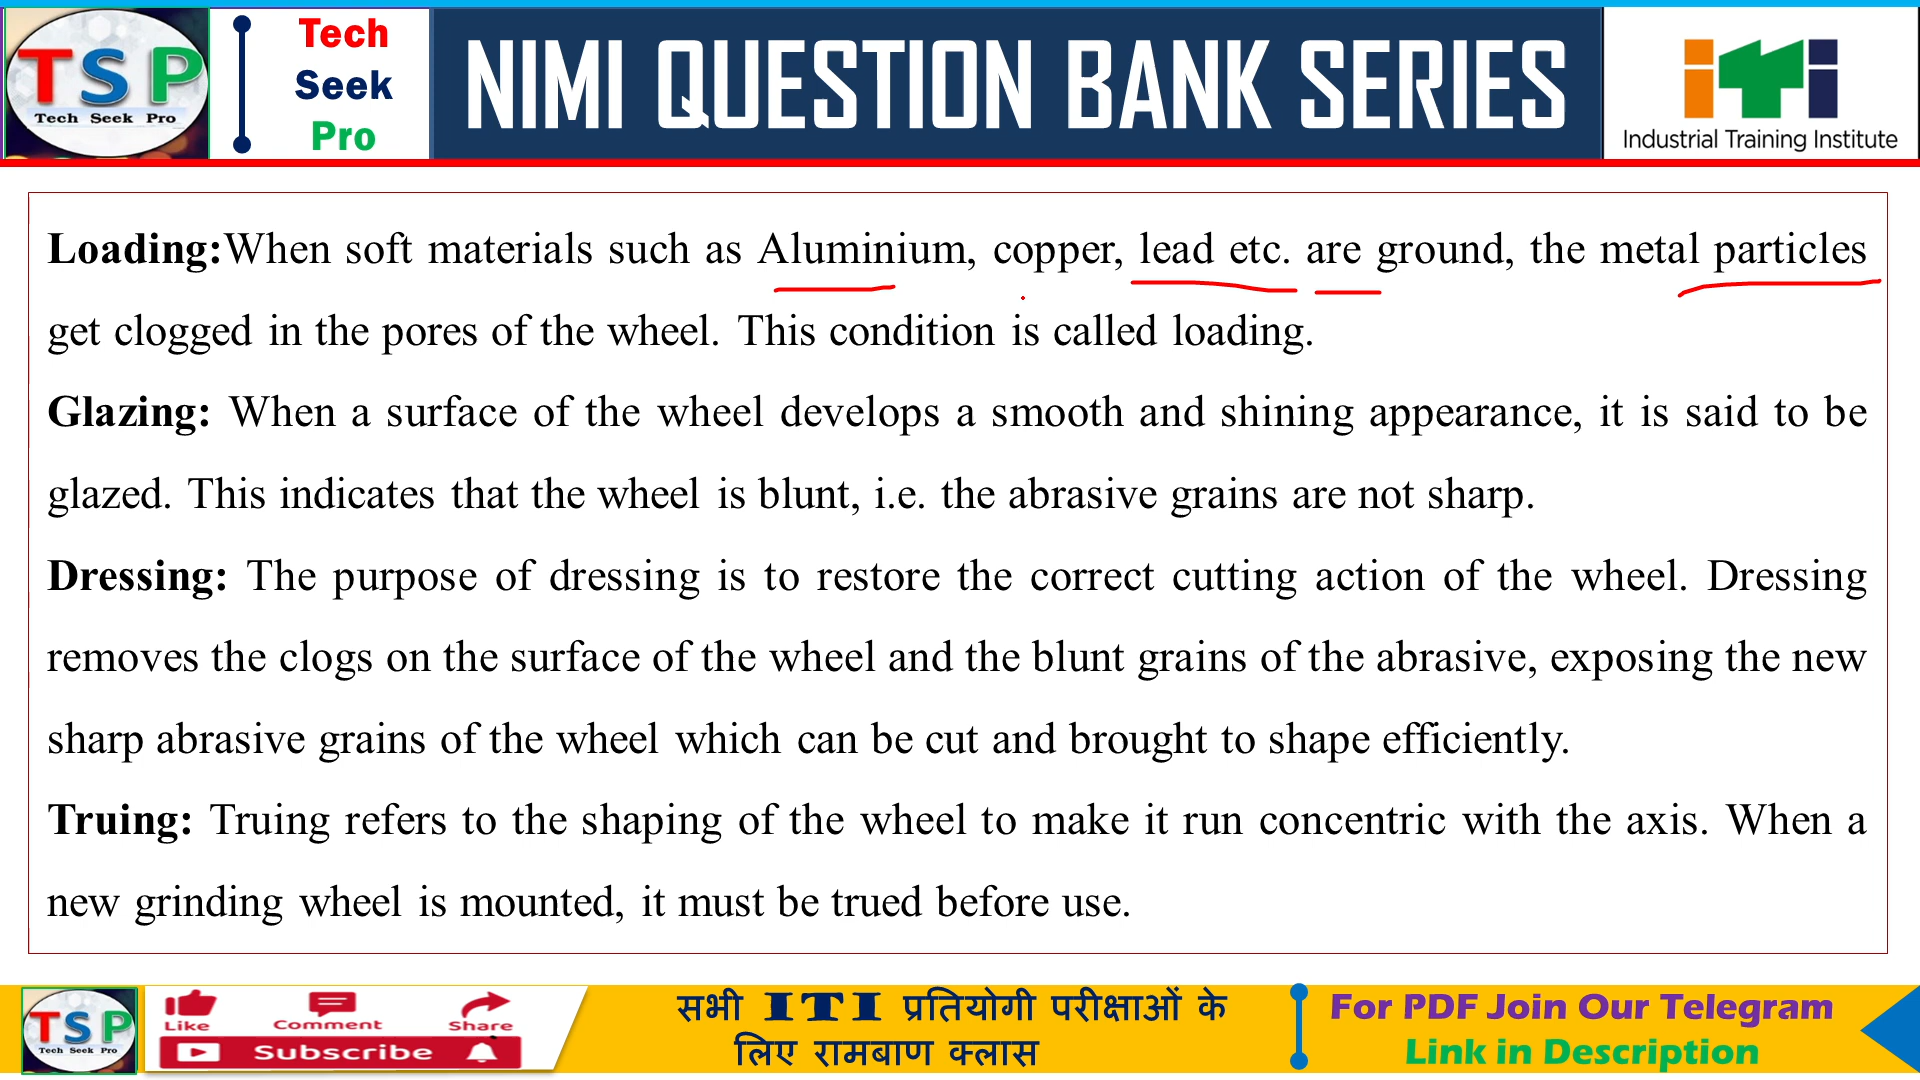 TSP
Tech Seek Pro
Tech
Seek
Pro
NIMI QUESTION BANK SERIES
iTi
Industrial Training Institute
Loading:When soft materials such as Aluminium, copper, lead etc. are ground, the metal particles
get clogged in the pores of the wheel. This condition is called loading.
Glazing: When a surface of the wheel develops a smooth and shining appearance, it is said to be
glazed. This indicates that the wheel is blunt, i.e. the abrasive grains are not sharp.
Dressing: The purpose of dressing is to restore the correct cutting action of the wheel. Dressing
removes the clogs on the surface of the wheel and the blunt grains of the abrasive, exposing the new
sharp abrasive grains of the wheel which can be cut and brought to shape efficiently.
Truing: Truing refers to the shaping of the wheel to make it run concentric with the axis. When a
new grinding wheel is mounted, it must be trued before use.
TSP
Tech Seek Pro
Like Comment Share
Subscribe
सभी ITI प्रतियोगी परीक्षाओं के
लिए रामबाण क्लास
For PDF Join Our Telegram
Link in Description